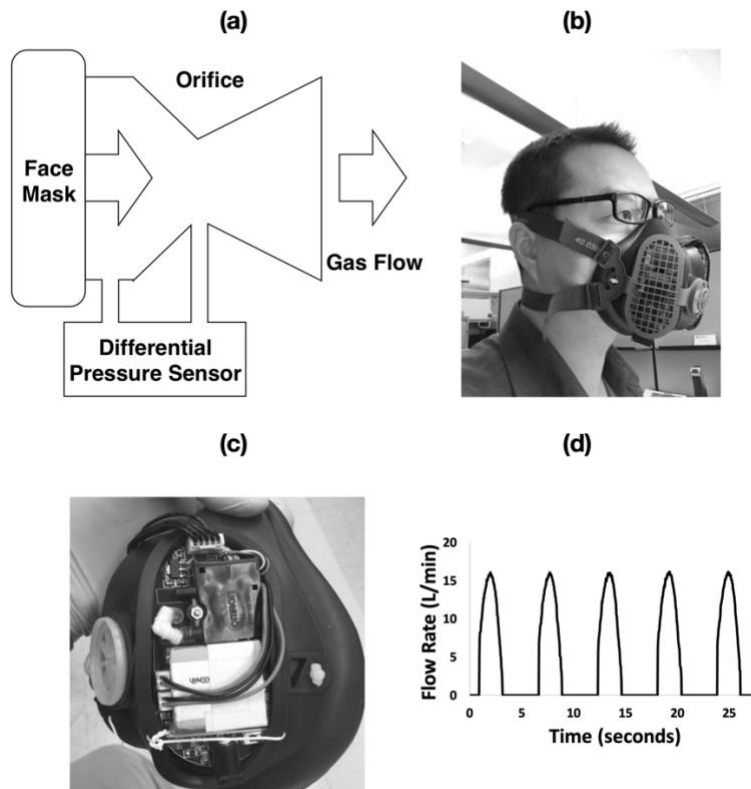 (a)
Orifice
Face
Mask
Gas Flow
Differential
Pressure Sensor
(b)
(c)
OMRON
(d)
Flow Rate (L/min)
20
15
10
5
0
0 5 10 15 20 25
Time (seconds)